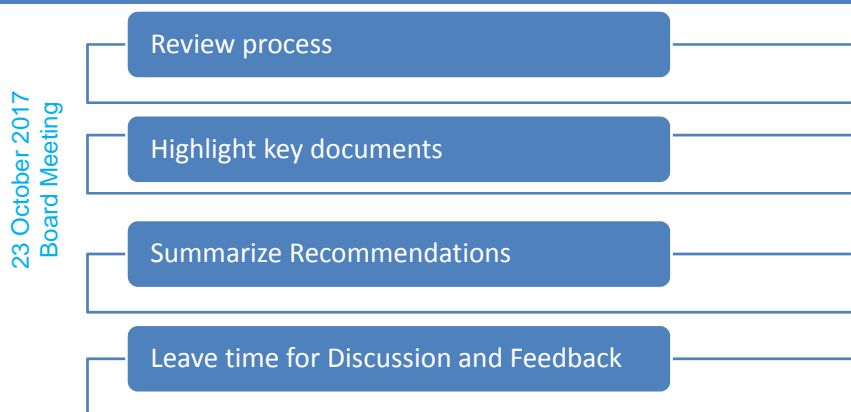 23 October 2017
Board Meeting
Review process
Highlight key documents
Summarize Recommendations
Leave time for Discussion and Feedback